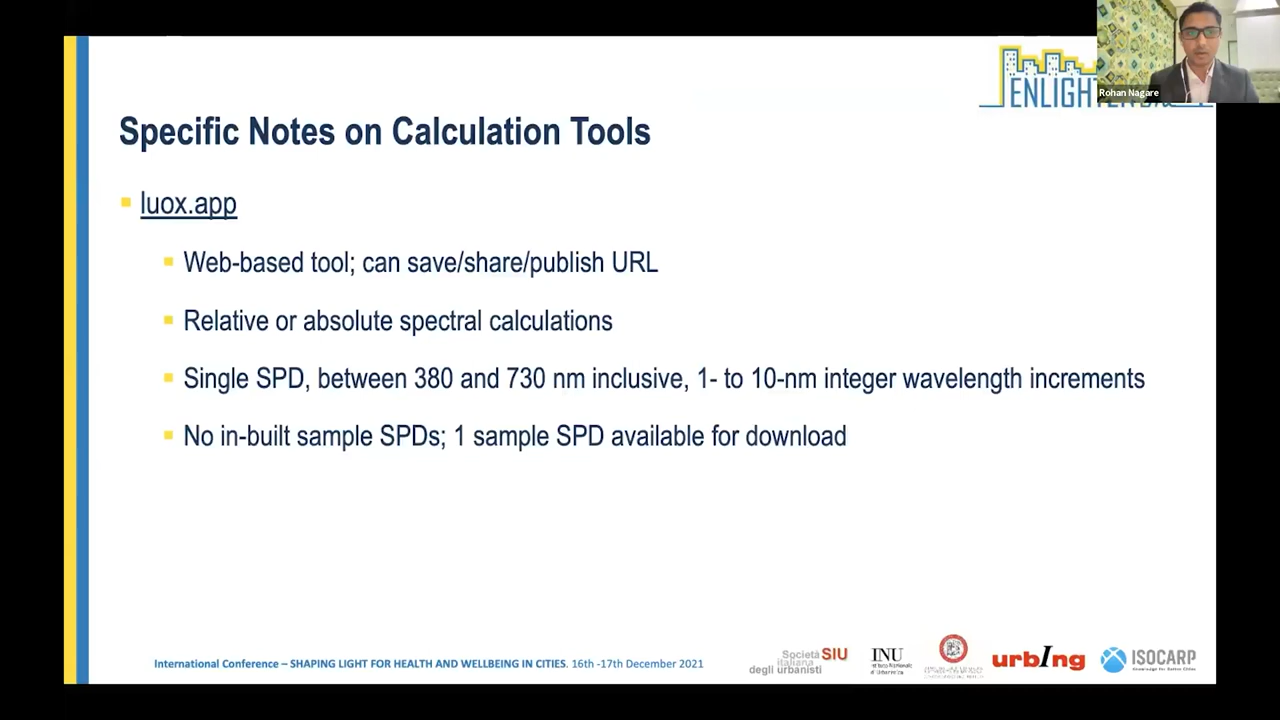 Rohan Nagare
Specific Notes on Calculation Tools
luox.app
Web-based tool; can save/share/publish URL
Relative or absolute spectral calculations
Single SPD, between 380 and 730 nm inclusive, 1- to 10-nm integer wavelength increments
No in-built sample SPDs; 1 sample SPD available for download
International Conference – SHAPING LIGHT FOR HEALTH AND WELLBEING IN CITIES. 16th -17th December 2021
Società SIU
italiana
degli urbanisti
INU
urbIng
ISOCARP